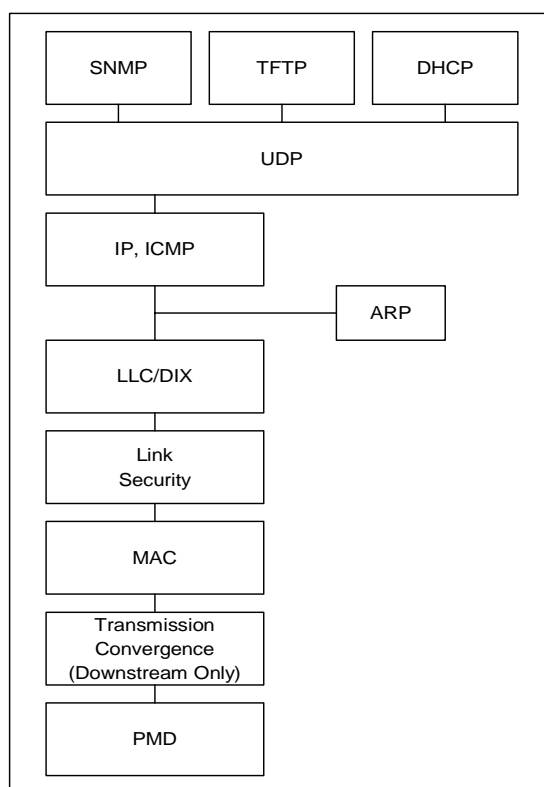 SNMP
TFTP
DHCP
UDP
IP, ICMP
ARP
LLC/DIX
Link
Security
MAC
Transmission
Convergence
(Downstream Only)
PMD